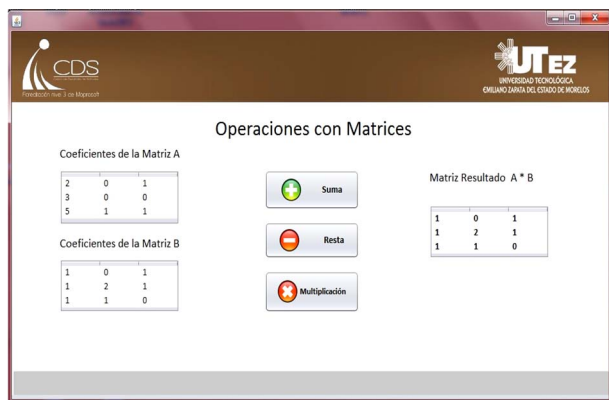 CDS
UTEZ
UNIVERSIDAD TECNOLÓGICA
EMILIANO ZAPATA DEL ESTADO DE MORELOS
Operaciones con Matrices
Coeficientes de la Matriz A
2 0 1
3 0 0
5 1 1
Coeficientes de la Matriz B
1 0 1
1 2 1
1 1 0
Suma
Resta
Multiplicación
Matriz Resultado A * B
1 0 1
1 2 1
1 1 0